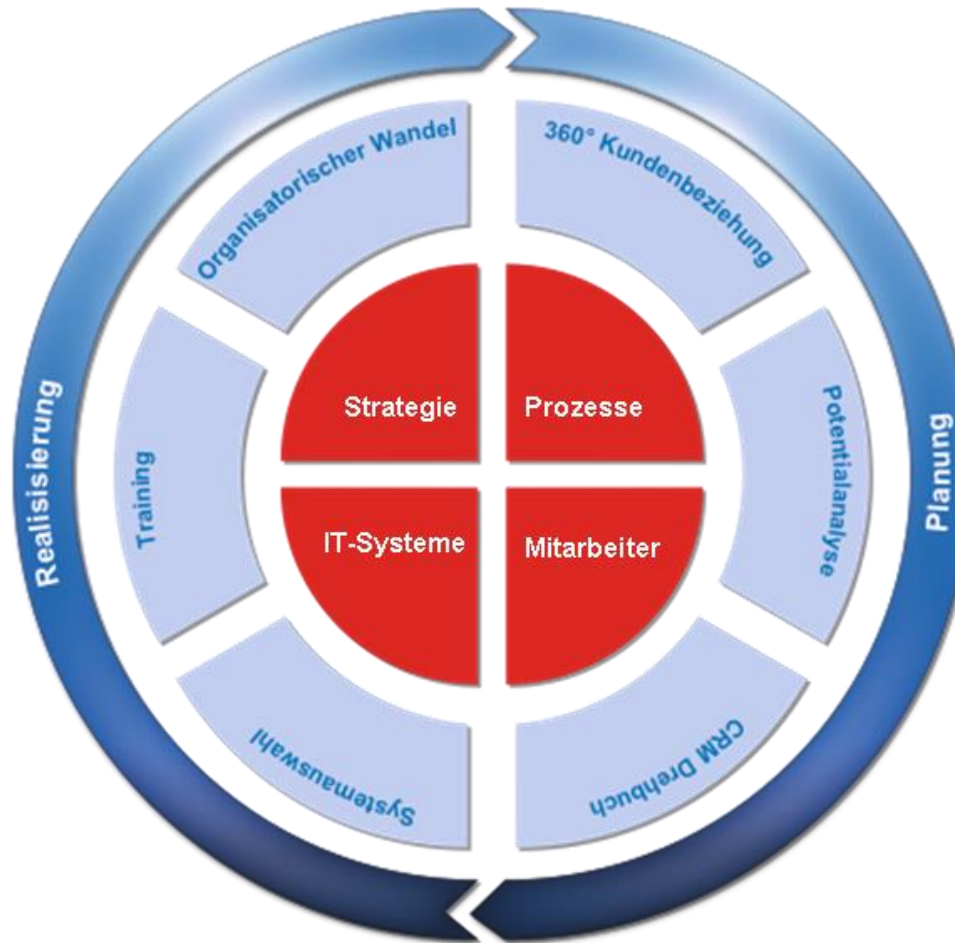 Organisatorischer Wandel
360° Kundenbeziehung
Realisisierung
Training
Strategie
Prozesse
Potentialanalyse
Planung
IT-Systeme
Mitarbeiter
Systemauswahl
CRM Drehbuch